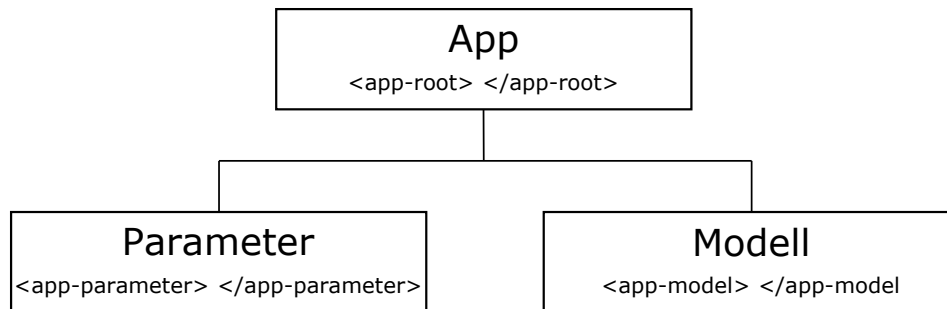 App
<app-root> </app-root>
Parameter
<app-parameter> </app-parameter>
Modell
<app-model> </app-model